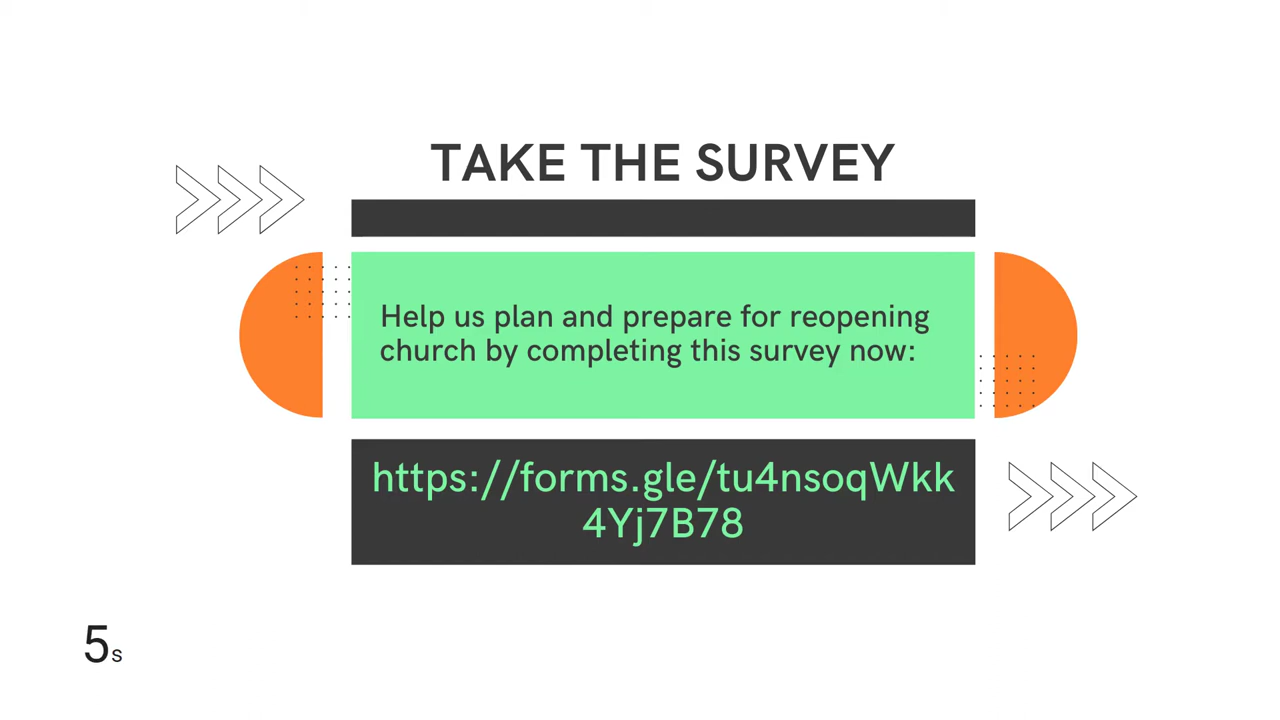 TAKE THE SURVEY
Help us plan and prepare for reopening
church by completing this survey now:
https://forms.gle/tu4nsoqWkk
4Yj7B78
5s